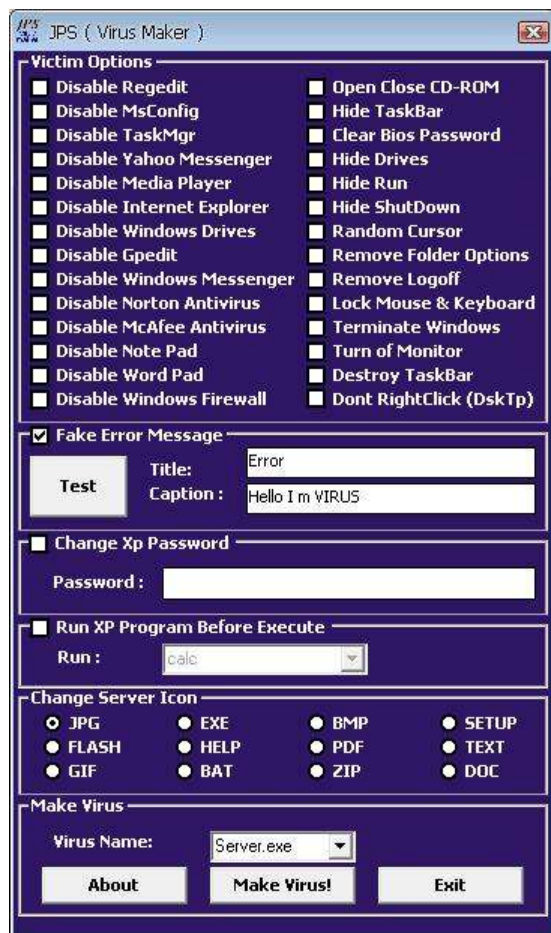 JPS ( Virus Maker )
Victim Options
Disable Regedit
Disable MsConfig
Disable TaskMgr
Disable Yahoo Messenger
Disable Media Player
Disable Internet Explorer
Disable Windows Drives
Disable Gpedit
Disable Windows Messenger
Disable Norton Antivirus
Disable McAfee Antivirus
Disable Note Pad
Disable Word Pad
Disable Windows Firewall
Open Close CD-ROM
Hide TaskBar
Clear Bios Password
Hide Drives
Hide Run
Hide ShutDown
Random Cursor
Remove Folder Options
Remove Logoff
Lock Mouse & Keyboard
Terminate Windows
Turn of Monitor
Destroy TaskBar
Dont RightClick (DskTp)
Fake Error Message
Test
Title: Error
Caption : Hello I m VIRUS
Change Xp Password
Password :
Run XP Program Before Execute
Run : calc
Change Server Icon
JPG EXE BMP SETUP
FLASH HELP PDF TEXT
GIF BAT ZIP DOC
Make Virus
Virus Name: Server.exe
About Make Virus! Exit